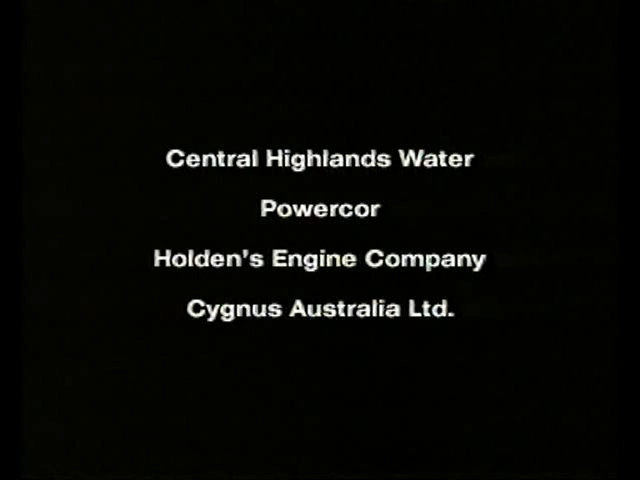 Central Highlands Water
Powercor
Holden's Engine Company
Cygnus Australia Ltd.